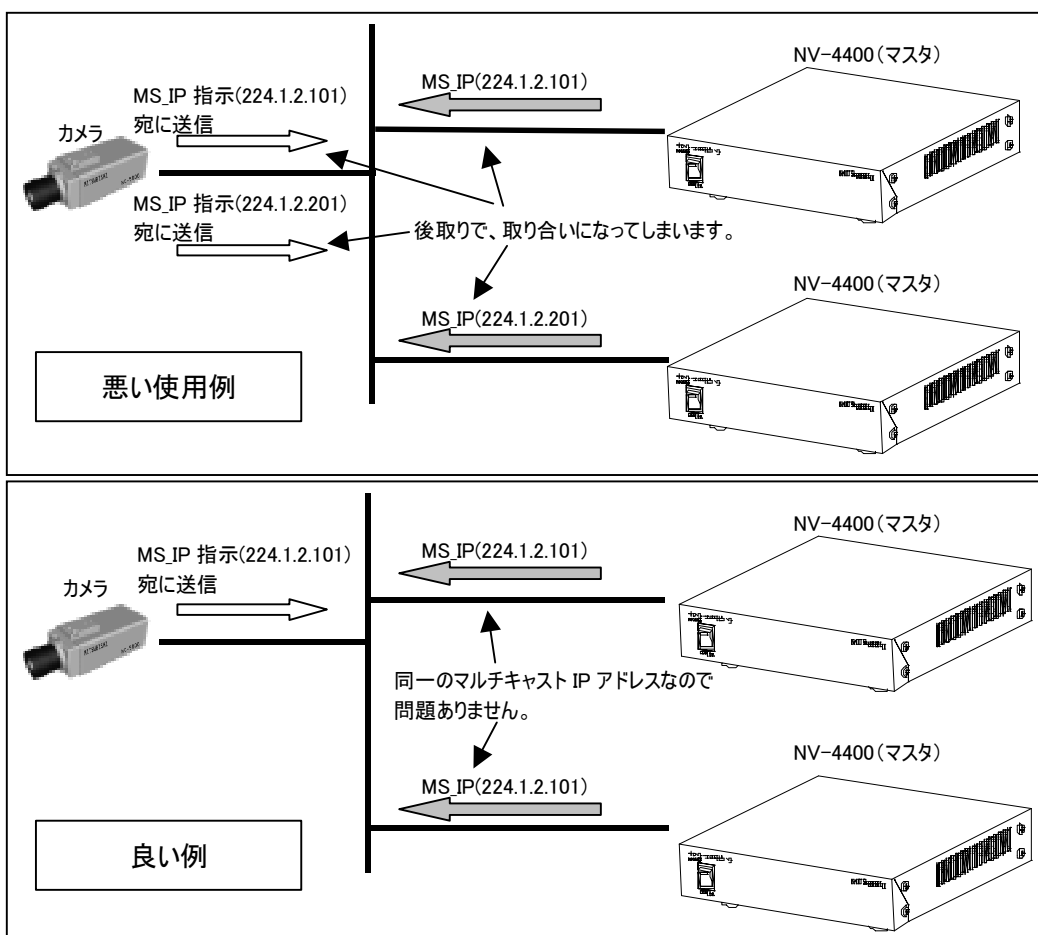 NV-4400(マスタ)
MS_IP 指示(224.1.2.101)
宛に送信
MS_IP(224.1.2.101)
カメラ
MS_IP 指示(224.1.2.201)
宛に送信
後取りで、取り合いになってしまいます。
NV-4400(マスタ)
MS_IP(224.1.2.201)
悪い使用例
NV-4400(マスタ)
MS_IP 指示(224.1.2.101)
宛に送信
MS_IP(224.1.2.101)
カメラ
同一のマルチキャスト IP アドレスなので
問題ありません。
NV-4400(マスタ)
MS_IP(224.1.2.101)
良い例